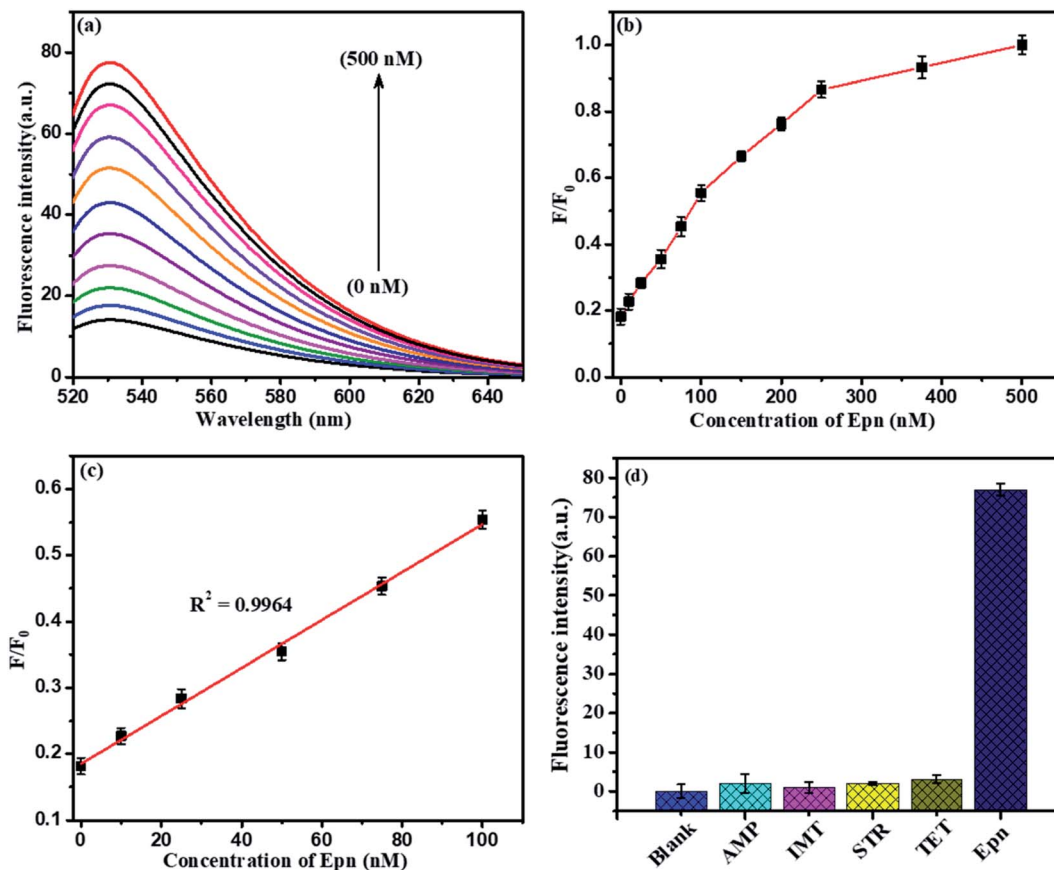 (a)
(500 nM)
(0 nM)
80
60
40
20
0
520 540 560 580 600 620 640
Fluorescence intensity(a.u.)
Wavelength (nm)
(b)
1.0
0.8
0.6
0.4
0.2
0.0
0 100 200 300 400 500
F/F0
Concentration of Epn (nM)
(c)
R² = 0.9964
0.6
0.5
0.4
0.3
0.2
0.1
0 20 40 60 80 100
F/F0
Concentration of Epn (nM)
(d)
80
70
60
50
40
30
20
10
0
Fluorescence intensity(a.u.)
Blank AMP IMT STR TET Epn